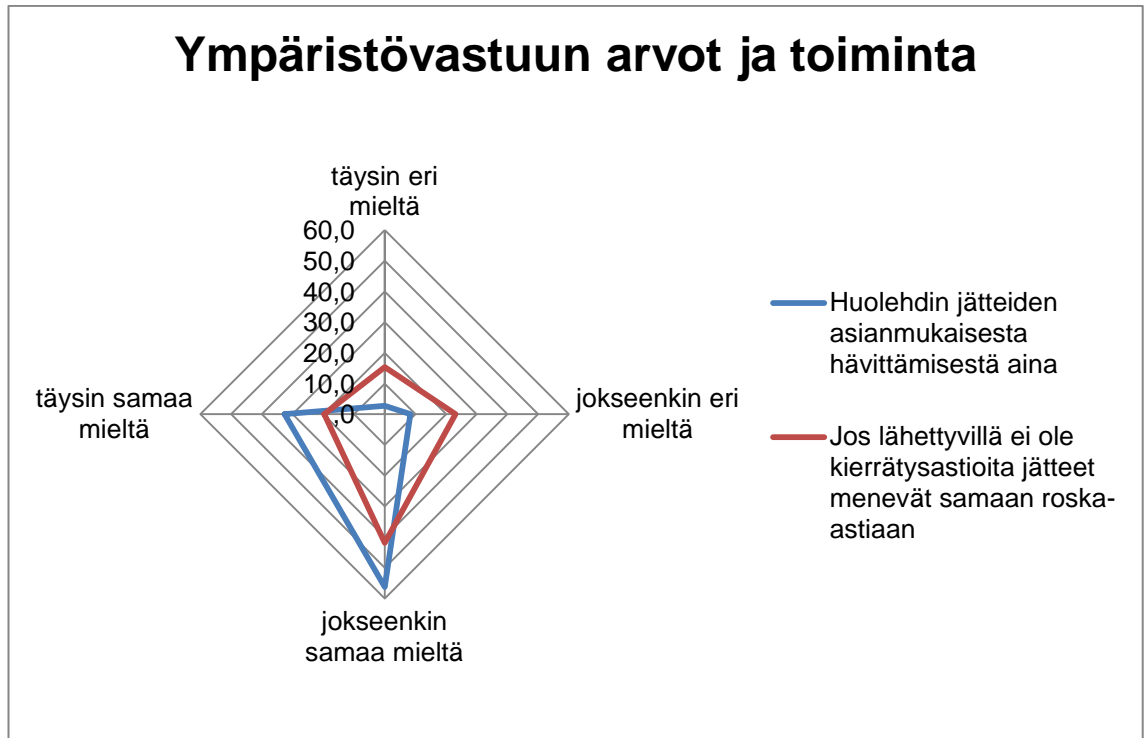 Ympäristövastuun arvot ja toiminta
täysin eri
mieltä
60,0
50,0
40,0
30,0
20,0
10,0
,0
täysin samaa
mieltä
jokseenkin eri
mieltä
jokseenkin
samaa mieltä
Huolehdin jätteiden
asianmukaisesta
hävittämisestä aina
Jos lähettyvillä ei ole
kierrätysastioita jätteet
menevät samaan roska-
astiaan